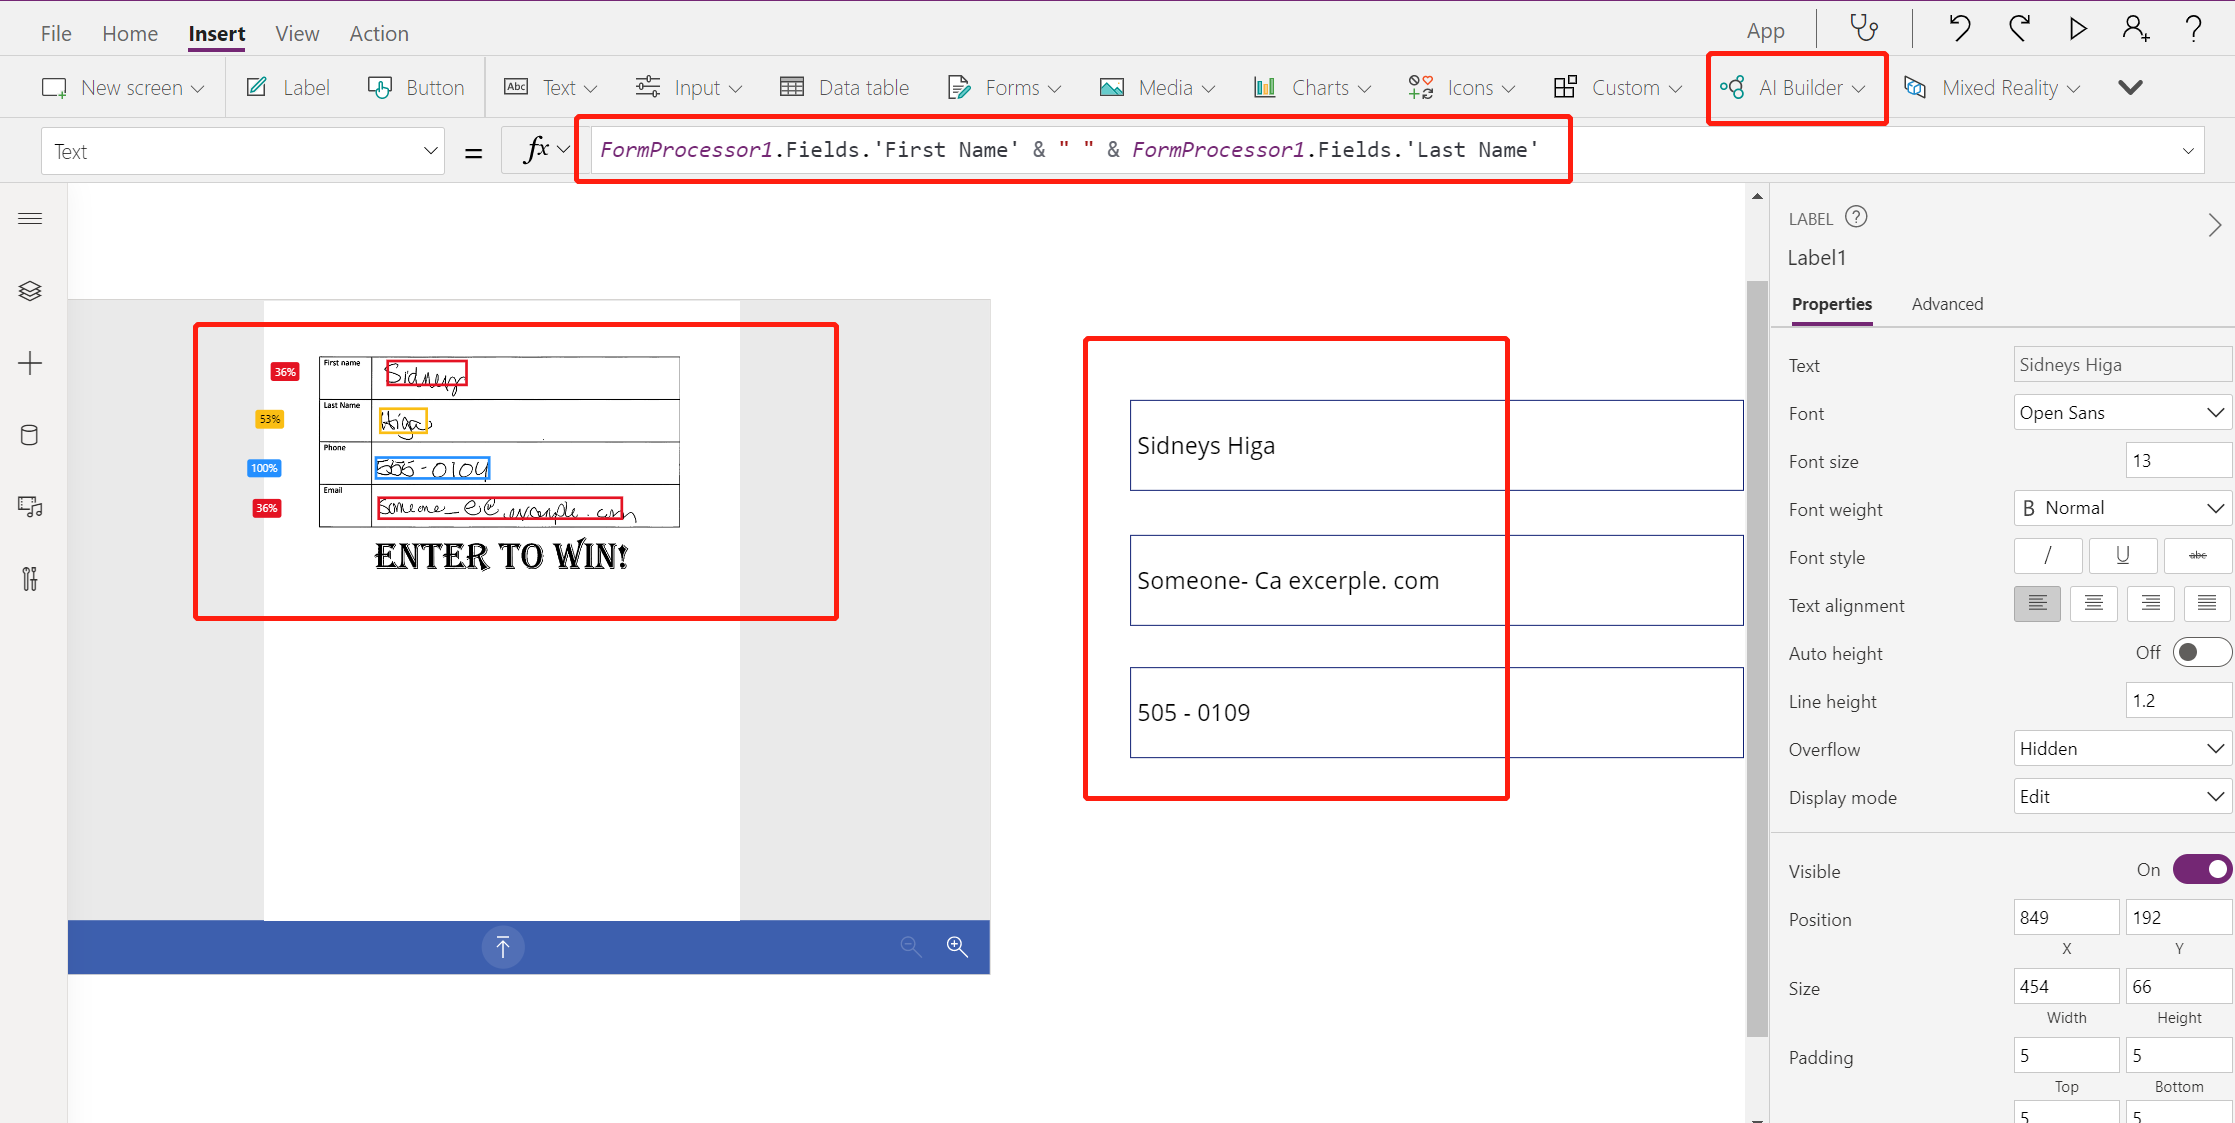 File Home Insert View Action App ?
New screen Label Button Abc Text Input Data table Forms Media Charts Icons Custom AI Builder Mixed Reality
Text = fx FormProcessor1.Fields.'First Name' & " " & FormProcessor1.Fields.'Last Name'
36% First name Sidneys
53% Last Name Higa
100% Phone 555-0104
36% Email Someone_e@example.com
ENTER TO WIN!
Sidneys Higa
Someone- Ca excerple. com
505 - 0109
LABEL ?
Label1
Properties Advanced
Text Sidneys Higa
Font Open Sans
Font size 13
Font weight B Normal
Font style / U abc
Text alignment
Auto height Off
Line height 1.2
Overflow Hidden
Display mode Edit
Visible On
Position 849 192
X Y
Size 454 66
Width Height
Padding 5 5
Top Bottom
5 5